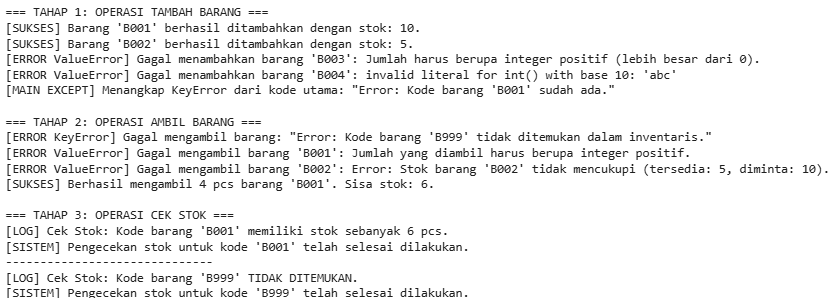 === TAHAP 1: OPERASI TAMBAH BARANG ===
[SUKSES] Barang 'B001' berhasil ditambahkan dengan stok: 10.
[SUKSES] Barang 'B002' berhasil ditambahkan dengan stok: 5.
[ERROR ValueError] Gagal menambahkan barang 'B003': Jumlah harus berupa integer positif (lebih besar dari 0).
[ERROR ValueError] Gagal menambahkan barang 'B004': invalid literal for int() with base 10: 'abc'
[MAIN EXCEPT] Menangkap KeyError dari kode utama: "Error: Kode barang 'B001' sudah ada."

=== TAHAP 2: OPERASI AMBIL BARANG ===
[ERROR KeyError] Gagal mengambil barang: "Error: Kode barang 'B999' tidak ditemukan dalam inventaris."
[ERROR ValueError] Gagal mengambil barang 'B001': Jumlah yang diambil harus berupa integer positif.
[ERROR ValueError] Gagal mengambil barang 'B002': Error: Stok barang 'B002' tidak mencukupi (tersedia: 5, diminta: 10).
[SUKSES] Berhasil mengambil 4 pcs barang 'B001'. Sisa stok: 6.

=== TAHAP 3: OPERASI CEK STOK ===
[LOG] Cek Stok: Kode barang 'B001' memiliki stok sebanyak 6 pcs.
[SISTEM] Pengecekan stok untuk kode 'B001' telah selesai dilakukan.
------------------------------
[LOG] Cek Stok: Kode barang 'B999' TIDAK DITEMUKAN.
[SISTEM] Pengecekan stok untuk kode 'B999' telah selesai dilakukan.